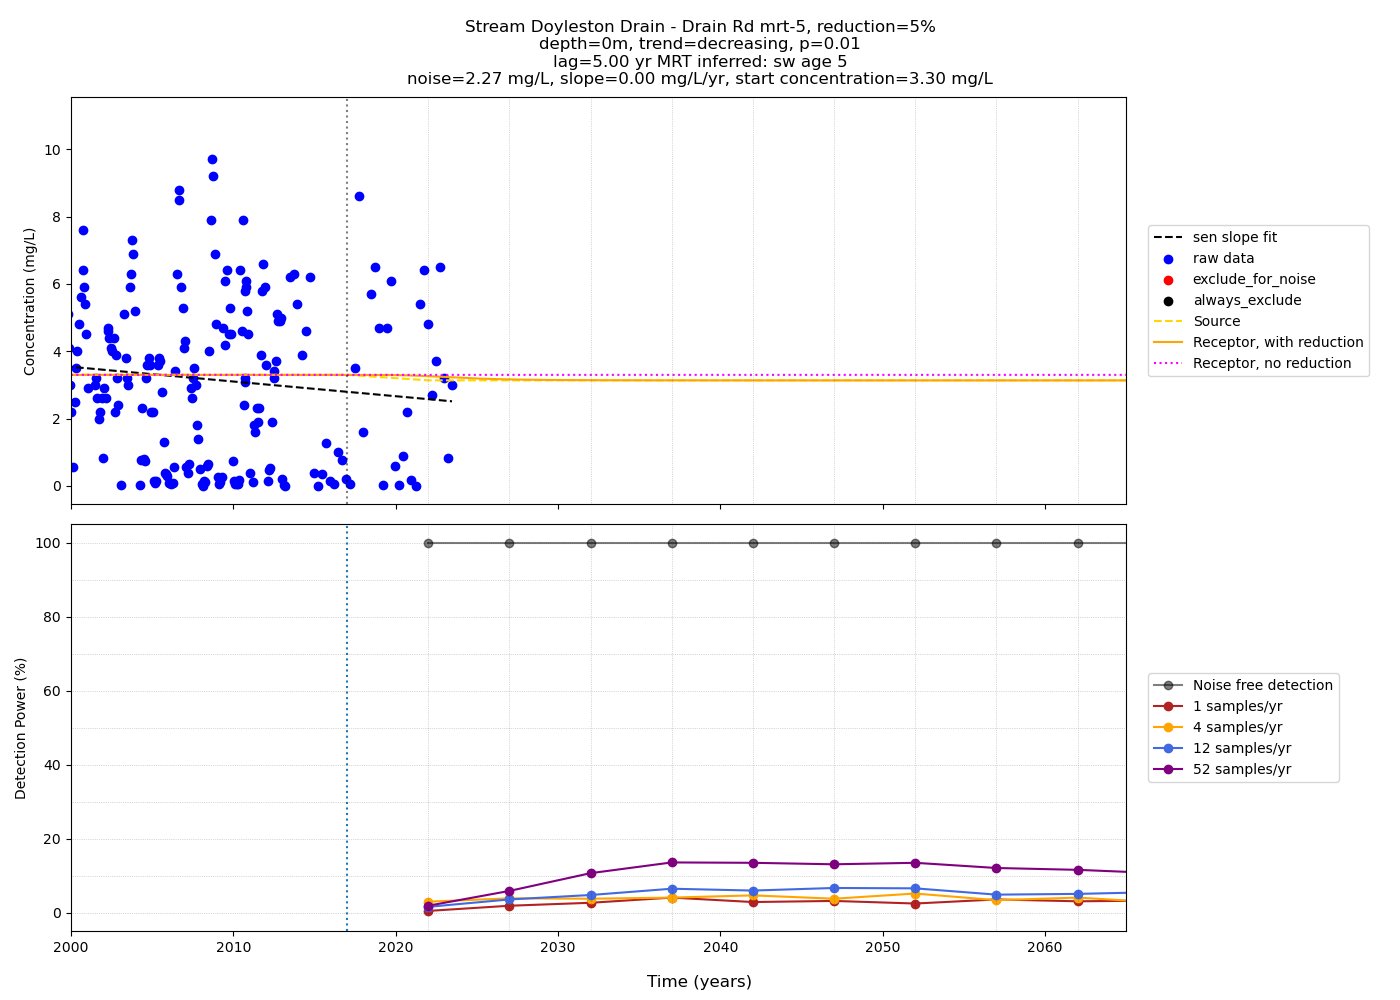 Stream Doyleston Drain - Drain Rd mrt-5, reduction=5%
depth=0m, trend=decreasing, p=0.01
lag=5.00 yr MRT inferred: sw age 5
noise=2.27 mg/L, slope=0.00 mg/L/yr, start concentration=3.30 mg/L
Concentration (mg/L)
10
8
6
4
2
0
sen slope fit
raw data
exclude_for_noise
always_exclude
Source
Receptor, with reduction
Receptor, no reduction
Detection Power (%)
100
80
60
40
20
0
Noise free detection
1 samples/yr
4 samples/yr
12 samples/yr
52 samples/yr
2000 2010 2020 2030 2040 2050 2060
Time (years)